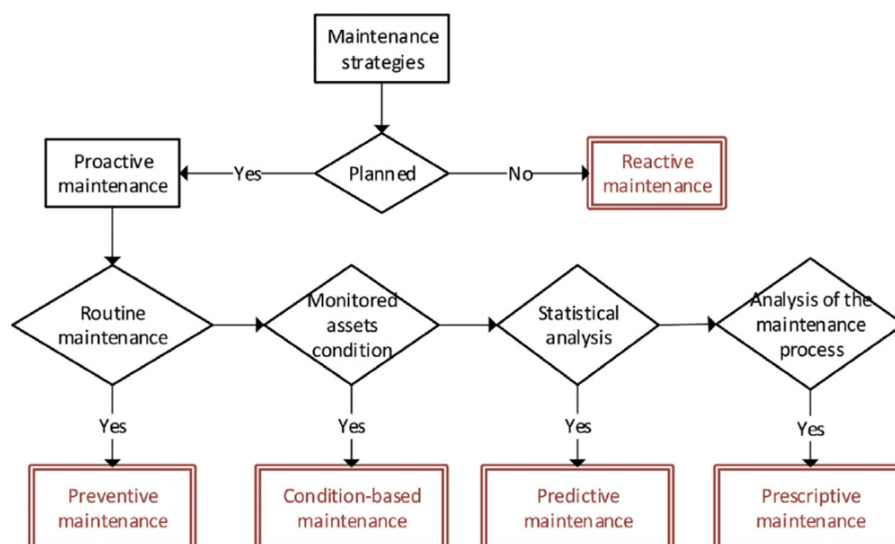 Maintenance
strategies
Proactive
maintenance
Yes
Planned
No
Reactive
maintenance
Routine
maintenance
Monitored
assets
condition
Statistical
analysis
Analysis of the
maintenance
process
Yes
Yes
Yes
Yes
Preventive
maintenance
Condition-based
maintenance
Predictive
maintenance
Prescriptive
maintenance